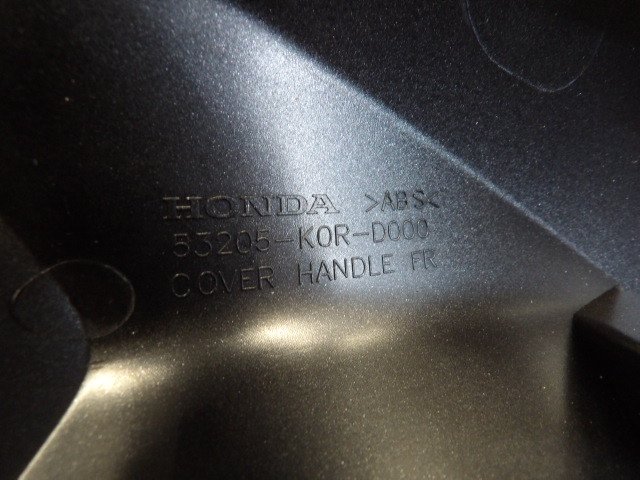 HONDA >ABS<
53205-K0R-D000
COVER HANDLE FR